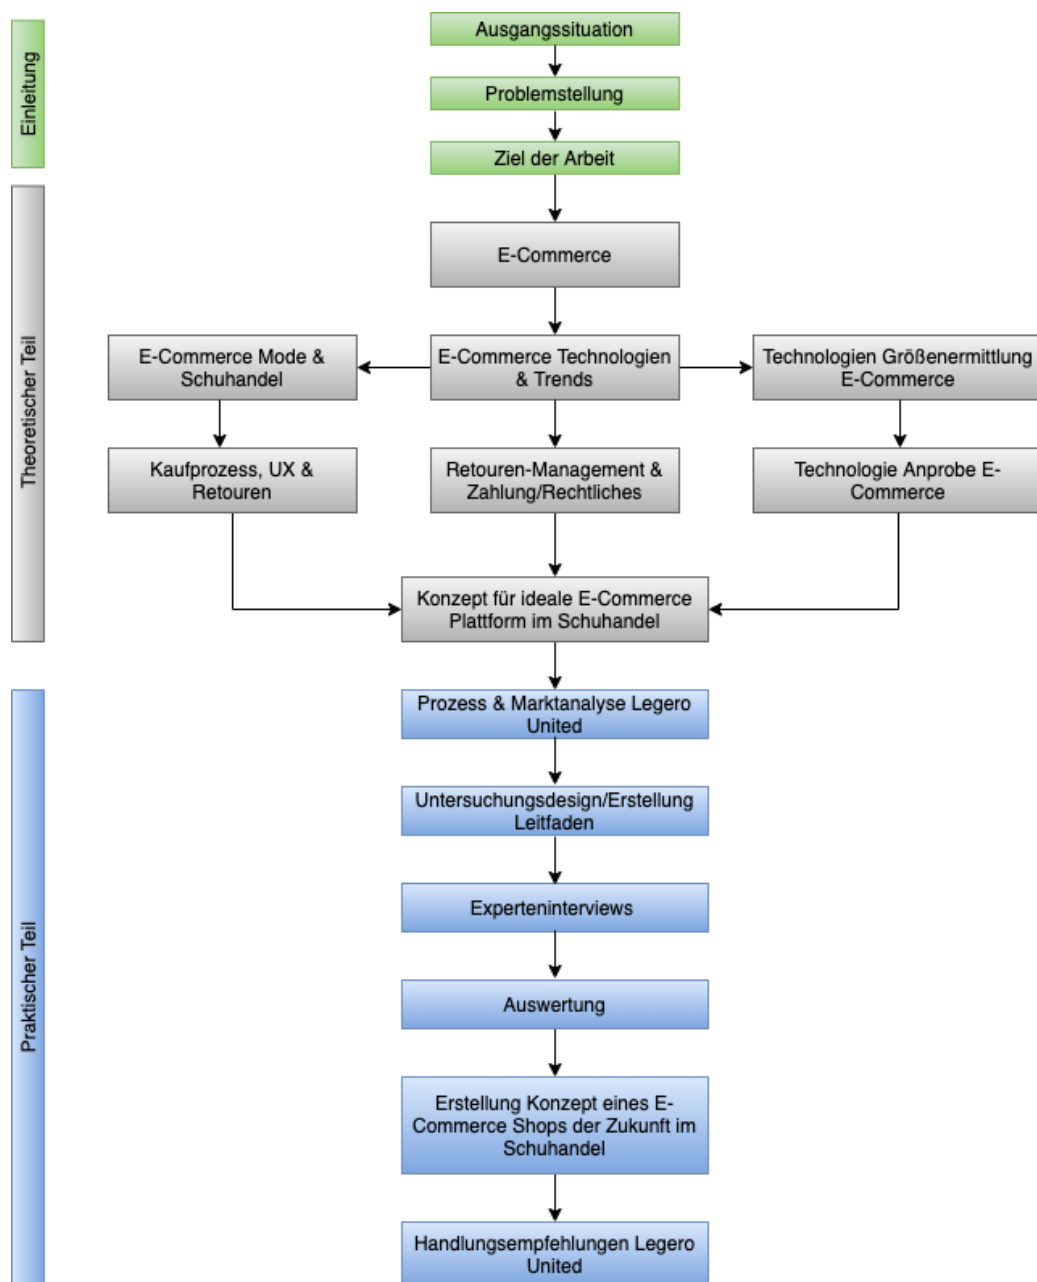 Einleitung
Ausgangssituation
Problemstellung
Ziel der Arbeit
Theoretischer Teil
E-Commerce
E-Commerce Mode &
Schuhandel
E-Commerce Technologien
& Trends
Technologien Größenermittlung
E-Commerce
Kaufprozess, UX &
Retouren
Retouren-Management &
Zahlung/Rechtliches
Technologie Anprobe E-
Commerce
Konzept für ideale E-Commerce
Plattform im Schuhandel
Praktischer Teil
Prozess & Marktanalyse Legero
United
Untersuchungsdesign/Erstellung
Leitfaden
Experteninterviews
Auswertung
Erstellung Konzept eines E-
Commerce Shops der Zukunft im
Schuhandel
Handlungsempfehlungen Legero
United